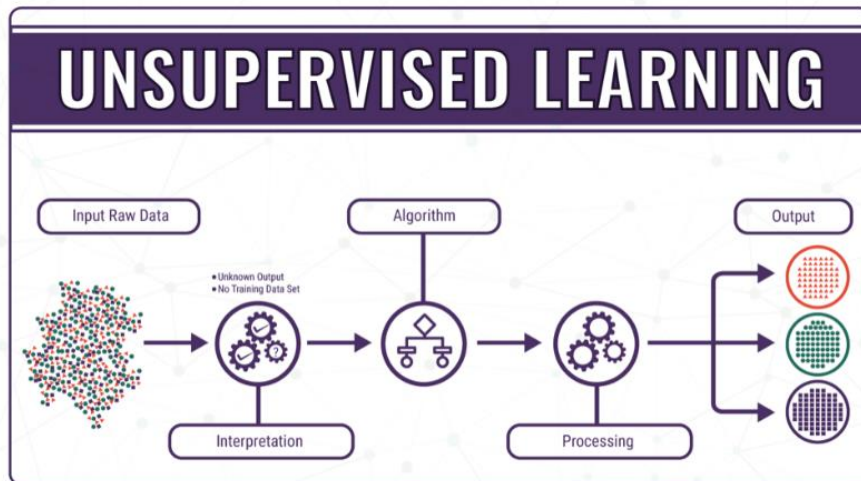 UNSUPERVISED LEARNING
Input Raw Data
Algorithm
Output
• Unknown Output
• No Training Data Set
?
Interpretation
Processing